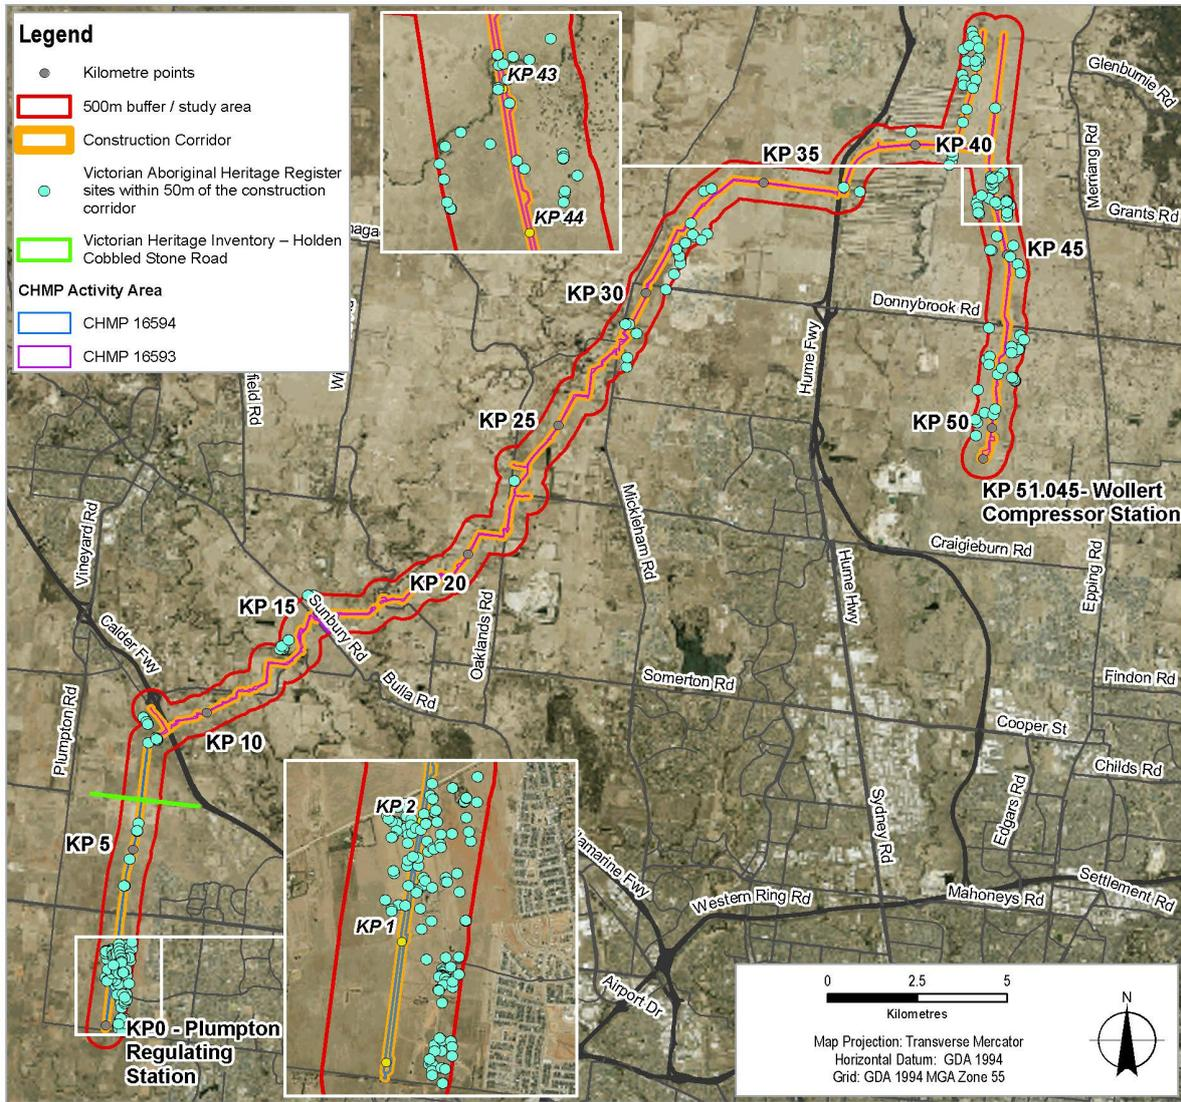 Legend
Kilometre points
500m buffer / study area
Construction Corridor
Victorian Aboriginal Heritage Register
sites within 50m of the construction
corridor
Victorian Heritage Inventory – Holden
Cobbled Stone Road
CHMP Activity Area
CHMP 16594
CHMP 16593
KP 43
KP 44
Glenburnie Rd
Merriang Rd
KP 40
KP 35
Grants Rd
KP 45
KP 30
Donnybrook Rd
Hume Fwy
KP 25
KP 50
KP 51.045- Wollert
Compressor Station
Vineyard Rd
Mickleham Rd
Craigieburn Rd
Epping Rd
Hume Hwy
KP 20
KP 15
Sunbury Rd
Oaklands Rd
Calder Fwy
Bulla Rd
Somerton Rd
Findon Rd
Plumpton Rd
KP 10
Cooper St
Childs Rd
Edgars Rd
Sydney Rd
KP 5
KP 2
KP 1
Western Ring Rd
Mahoneys Rd
Settlement Rd
Airport Dr
KP0 - Plumpton
Regulating
Station
0 2.5 5
Kilometres
N
Map Projection: Transverse Mercator
Horizontal Datum: GDA 1994
Grid: GDA 1994 MGA Zone 55